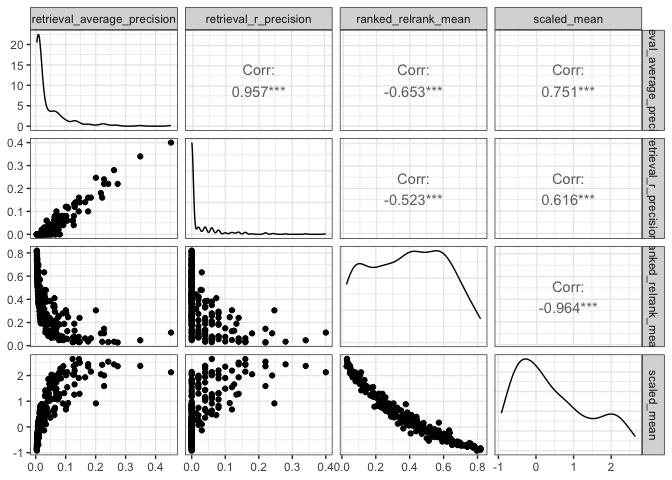 retrieval_average_precision retrieval_r_precision ranked_relrank_mean scaled_mean
20
15
10
5
0
Corr:
0.957***
Corr:
-0.653***
Corr:
0.751***
eval_average_preci
0.4
0.3
0.2
0.1
0.0
Corr:
-0.523***
Corr:
0.616***
retrieval_r_precision
0.8
0.6
0.4
0.2
0.0
Corr:
-0.964***
anked_relrank_mea
2
1
0
-1
scaled_mean
0.0 0.1 0.2 0.3 0.4 0.0 0.1 0.2 0.3 0.4 0.0 0.2 0.4 0.6 0.8 -1 0 1 2